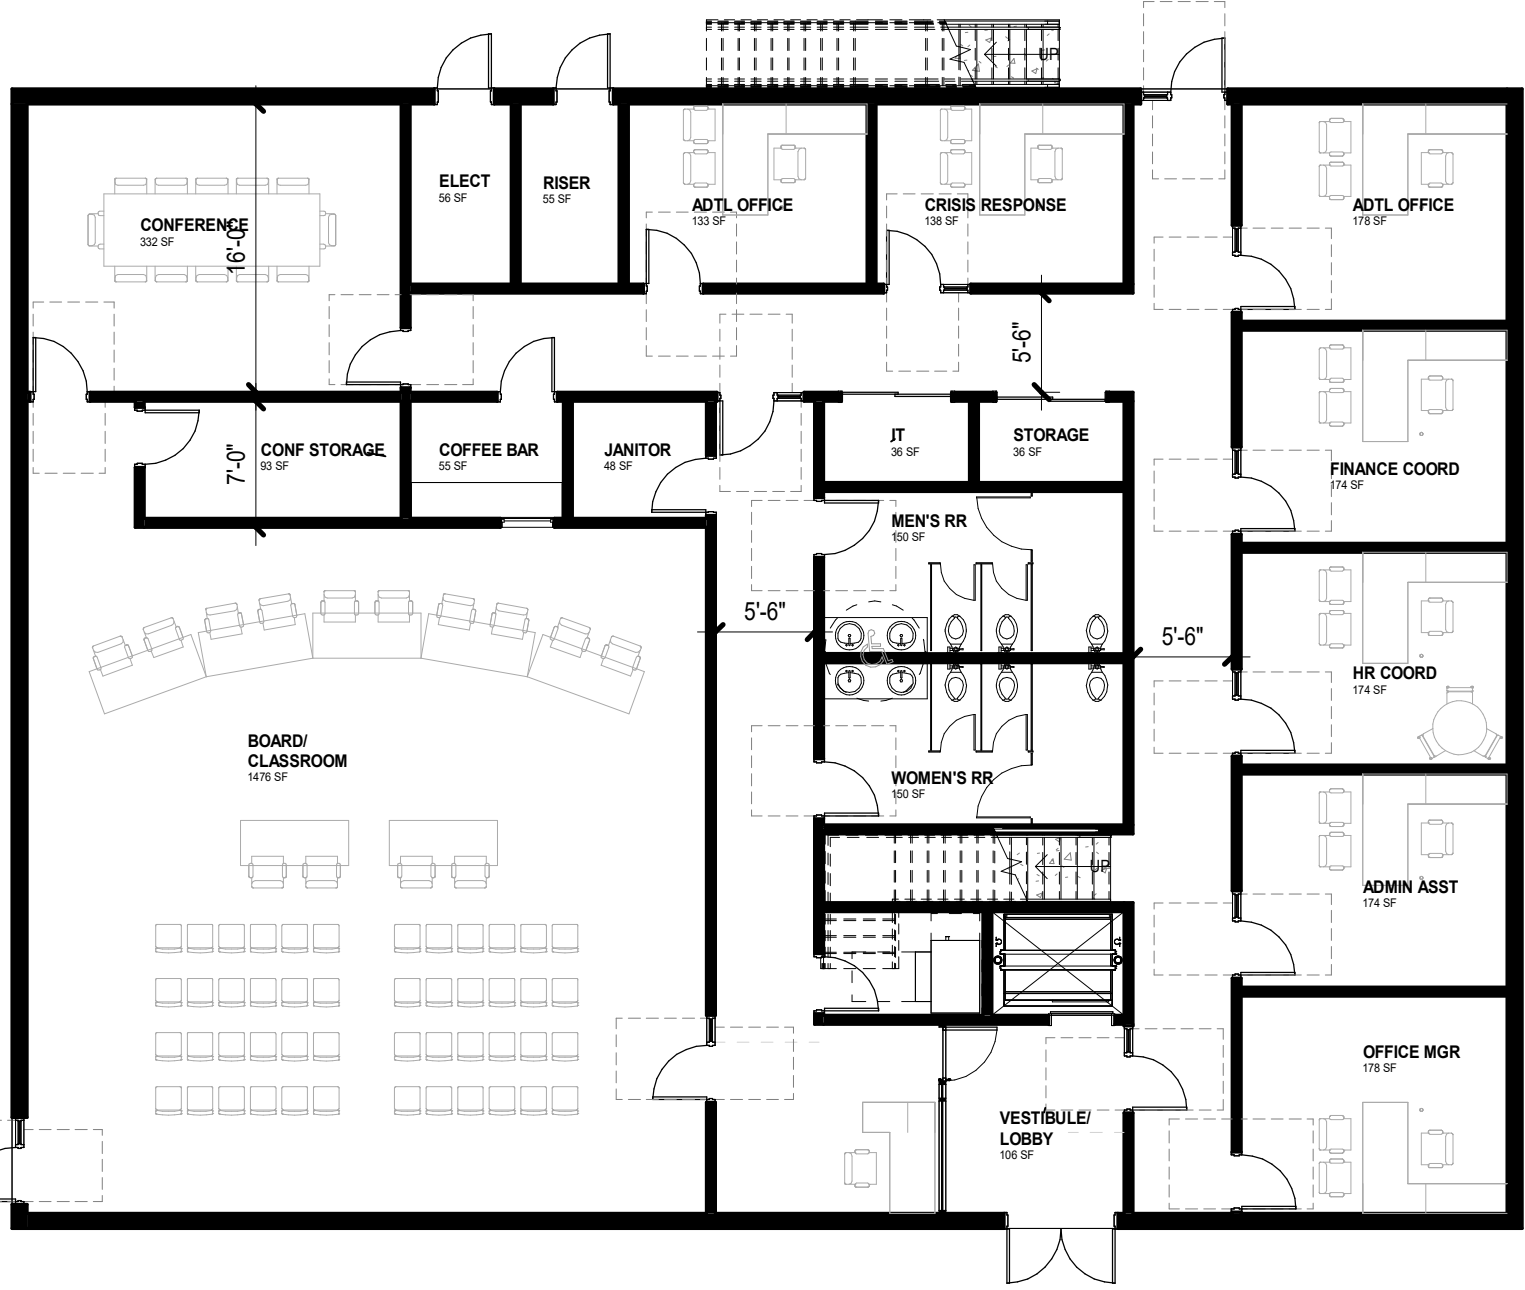 UP
ELECT
56 SF
RISER
55 SF
ADTL OFFICE
133 SF
CRISIS RESPONSE
138 SF
ADTL OFFICE
178 SF
CONFERENCE
332 SF
16'-0"
5'-6"
CONF STORAGE
93 SF
7'-0"
COFFEE BAR
55 SF
JANITOR
48 SF
IT
36 SF
STORAGE
36 SF
FINANCE COORD
174 SF
MEN'S RR
150 SF
5'-6"
5'-6"
HR COORD
174 SF
BOARD/
CLASSROOM
1476 SF
WOMEN'S RR
150 SF
UP
ADMIN ASST
174 SF
OFFICE MGR
178 SF
VESTIBULE/
LOBBY
106 SF